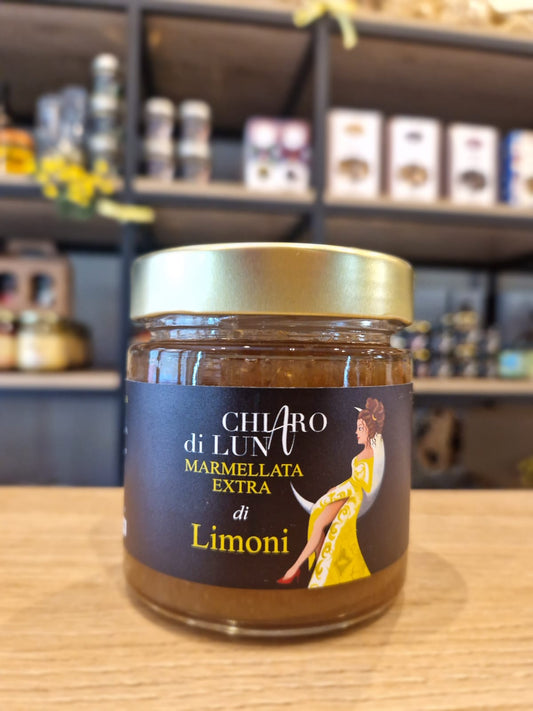 CHIARO
di LUNA
MARMELLATA
EXTRA
di
Limoni